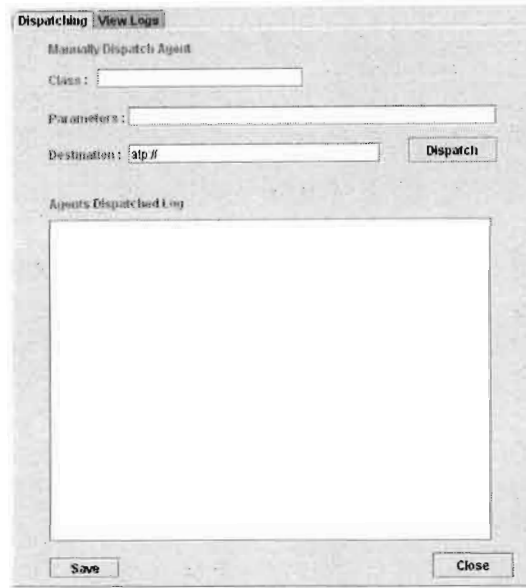 Dispatching View Logs
Manually Dispatch Agent
Class :
Parameters :
Destination : atp://
Dispatch
Agents Dispatched Log
Save
Close